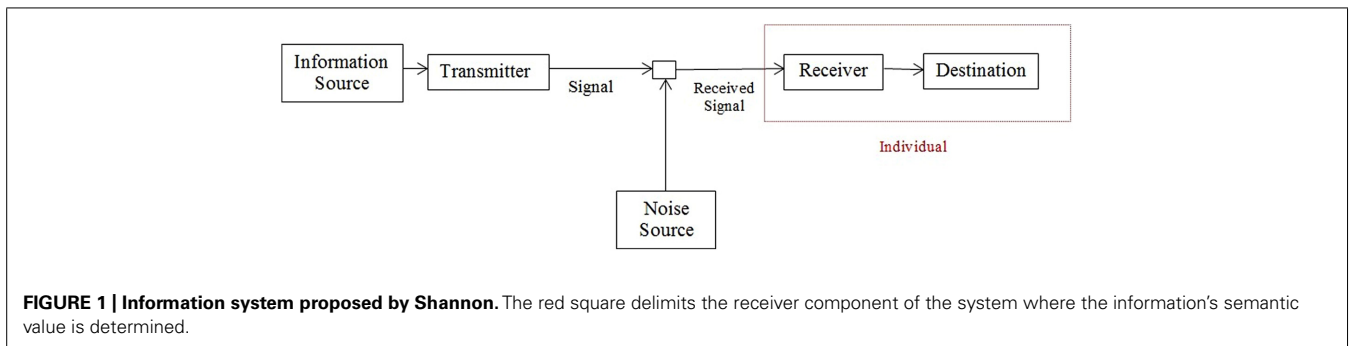 Information
Source
Transmitter
Signal
Received
Signal
Receiver
Destination
Individual
Noise
Source
FIGURE 1 | Information system proposed by Shannon. The red square delimits the receiver component of the system where the information’s semantic
value is determined.